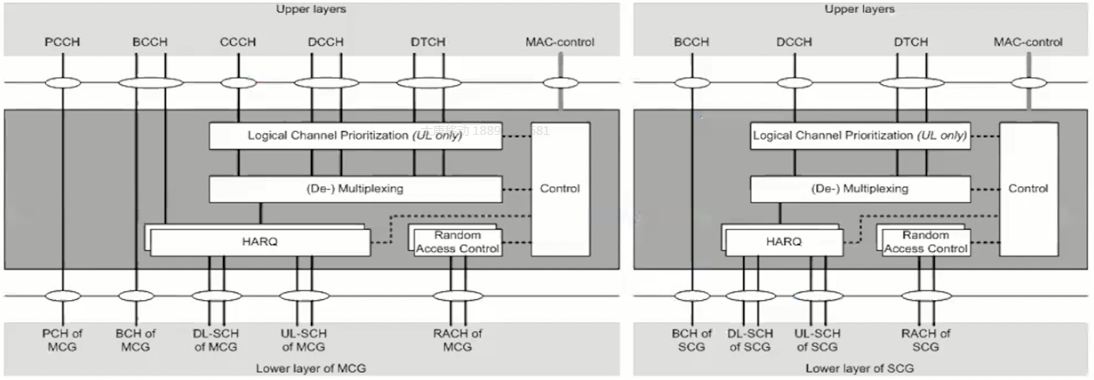 Upper layers
PCCH BCCH CCCH DCCH DTCH MAC-control
Logical Channel Prioritization (UL only)
(De-) Multiplexing
Control
HARQ
Random
Access Control
PCH of
MCG
BCH of
MCG
DL-SCH
of MCG
UL-SCH
of MCG
RACH of
MCG
Lower layer of MCG
Upper layers
BCCH DCCH DTCH MAC-control
Logical Channel Prioritization (UL only)
(De-) Multiplexing
Control
HARQ
Random
Access Control
BCH of
SCG
DL-SCH
of SCG
UL-SCH
of SCG
RACH of
SCG
Lower layer of SCG